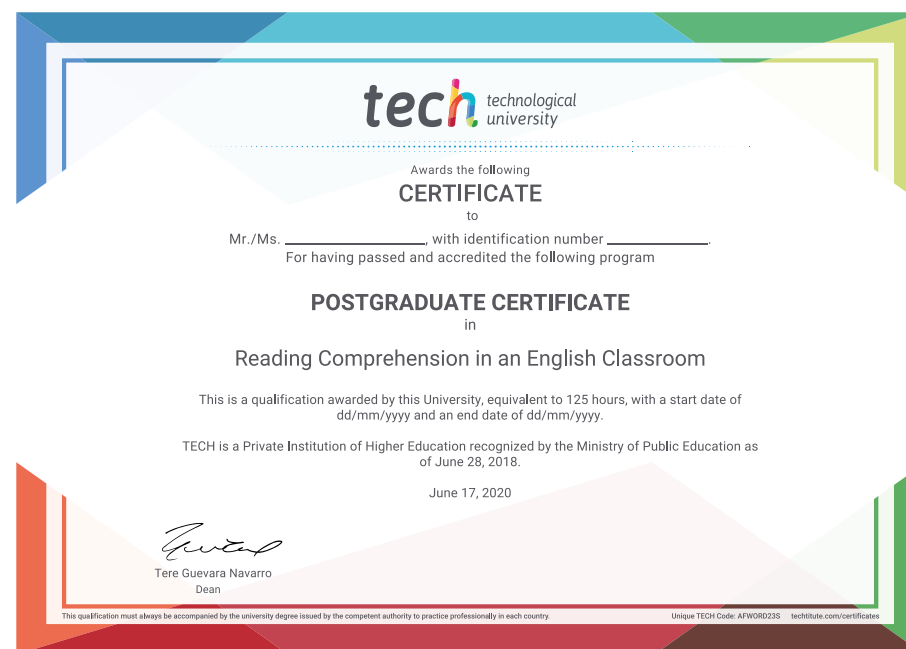 tech technological
university
Awards the following
CERTIFICATE
to
Mr./Ms. ____________________, with identification number ______________.
For having passed and accredited the following program
POSTGRADUATE CERTIFICATE
in
Reading Comprehension in an English Classroom
This is a qualification awarded by this University, equivalent to 125 hours, with a start date of
dd/mm/yyyy and an end date of dd/mm/yyyy.
TECH is a Private Institution of Higher Education recognized by the Ministry of Public Education as
of June 28, 2018.
June 17, 2020
Tere Guevara Navarro
Dean
This qualification must always be accompanied by the university degree issued by the competent authority to practice professionally in each country. Unique TECH Code: AFWORD23S techtitute.com/certificates